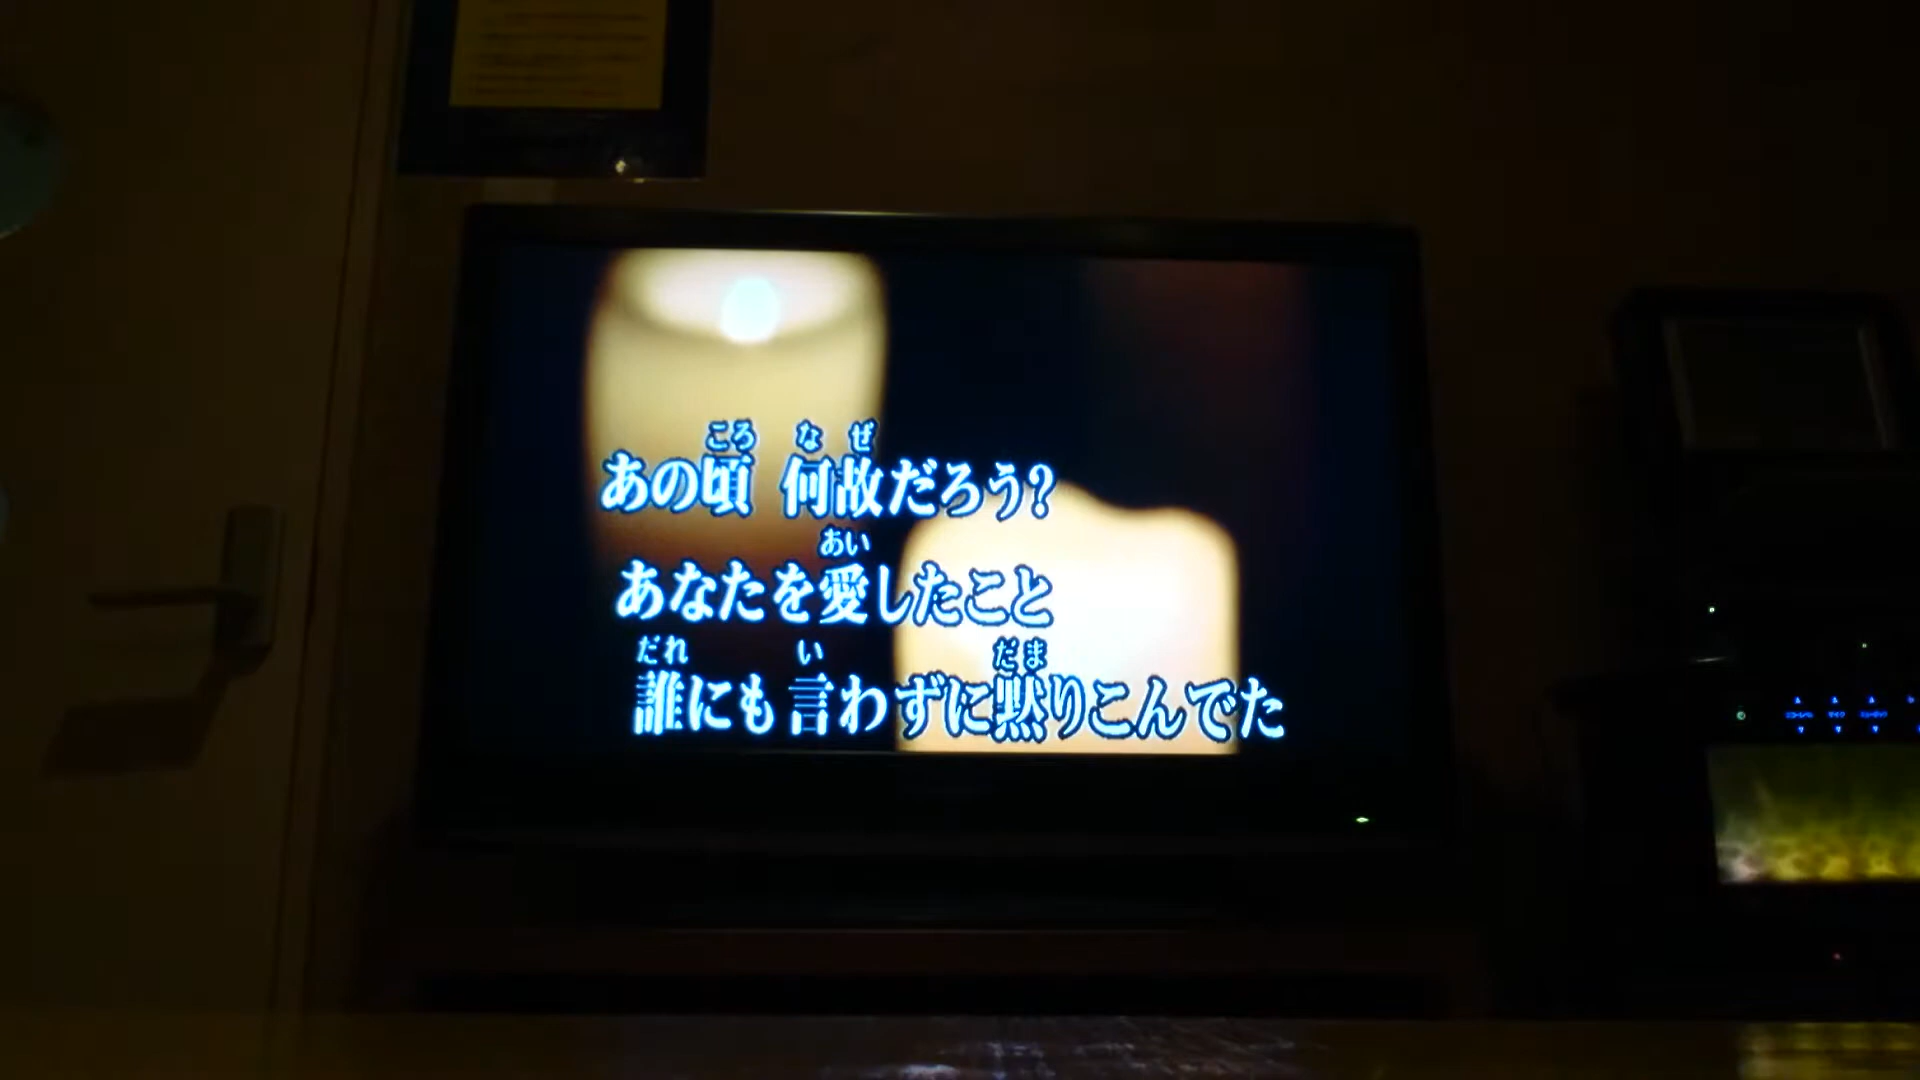 ころ なぜ
あの頃 何故だろう?
あい
あなたを愛したこと
だれ い だま
誰にも言わずに黙りこんでた